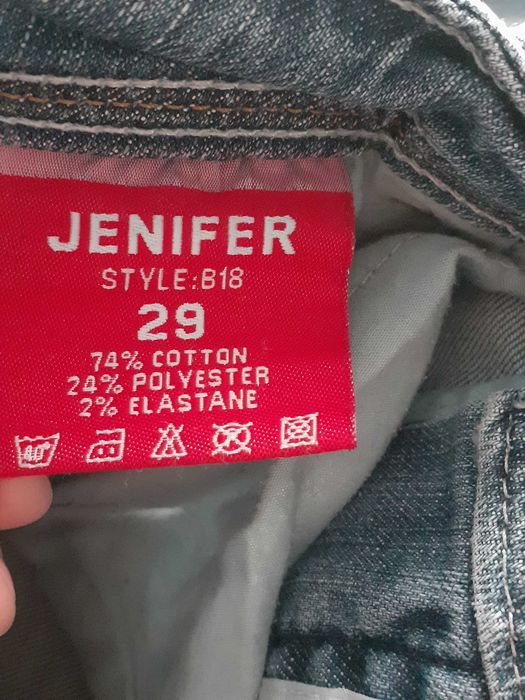 JENIFER
STYLE:B18
29
74% COTTON
24% POLYESTER
2% ELASTANE
40°